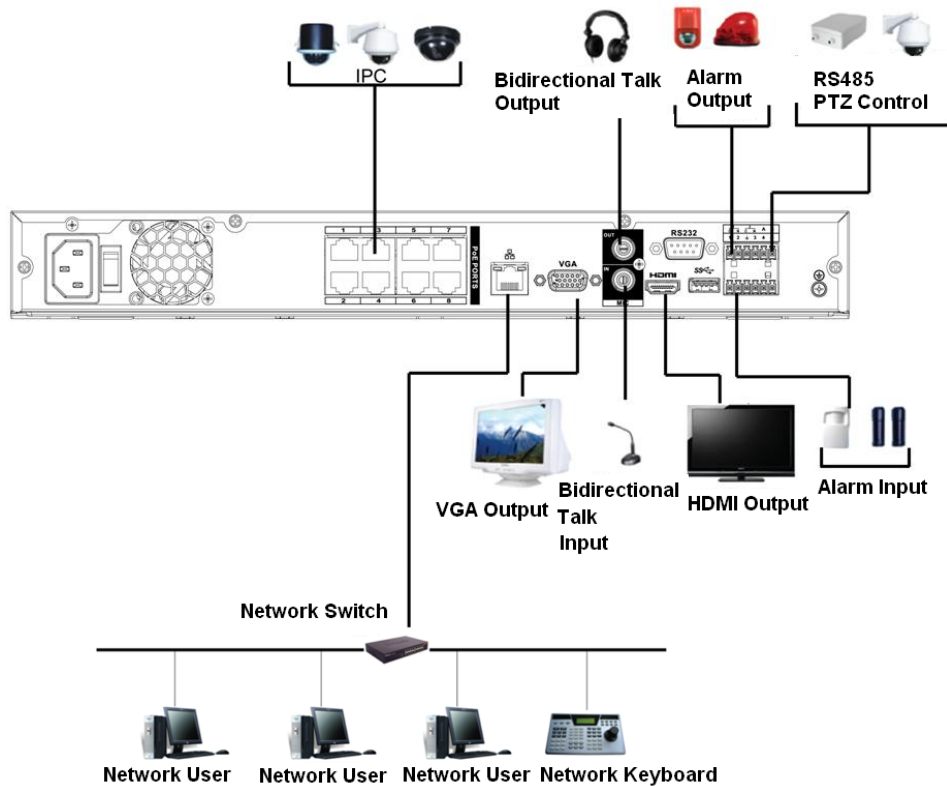 IPC
Bidirectional Talk
Output
Alarm
Output
RS485
PTZ Control
1 3 5 7
2 4 6 8
PoE PORTS
VGA
OUT
IN
MIC
RS232
HDMI
SS
A
VGA Output
Bidirectional
Talk
Input
HDMI Output
Alarm Input
Network Switch
Network User
Network User
Network User
Network Keyboard